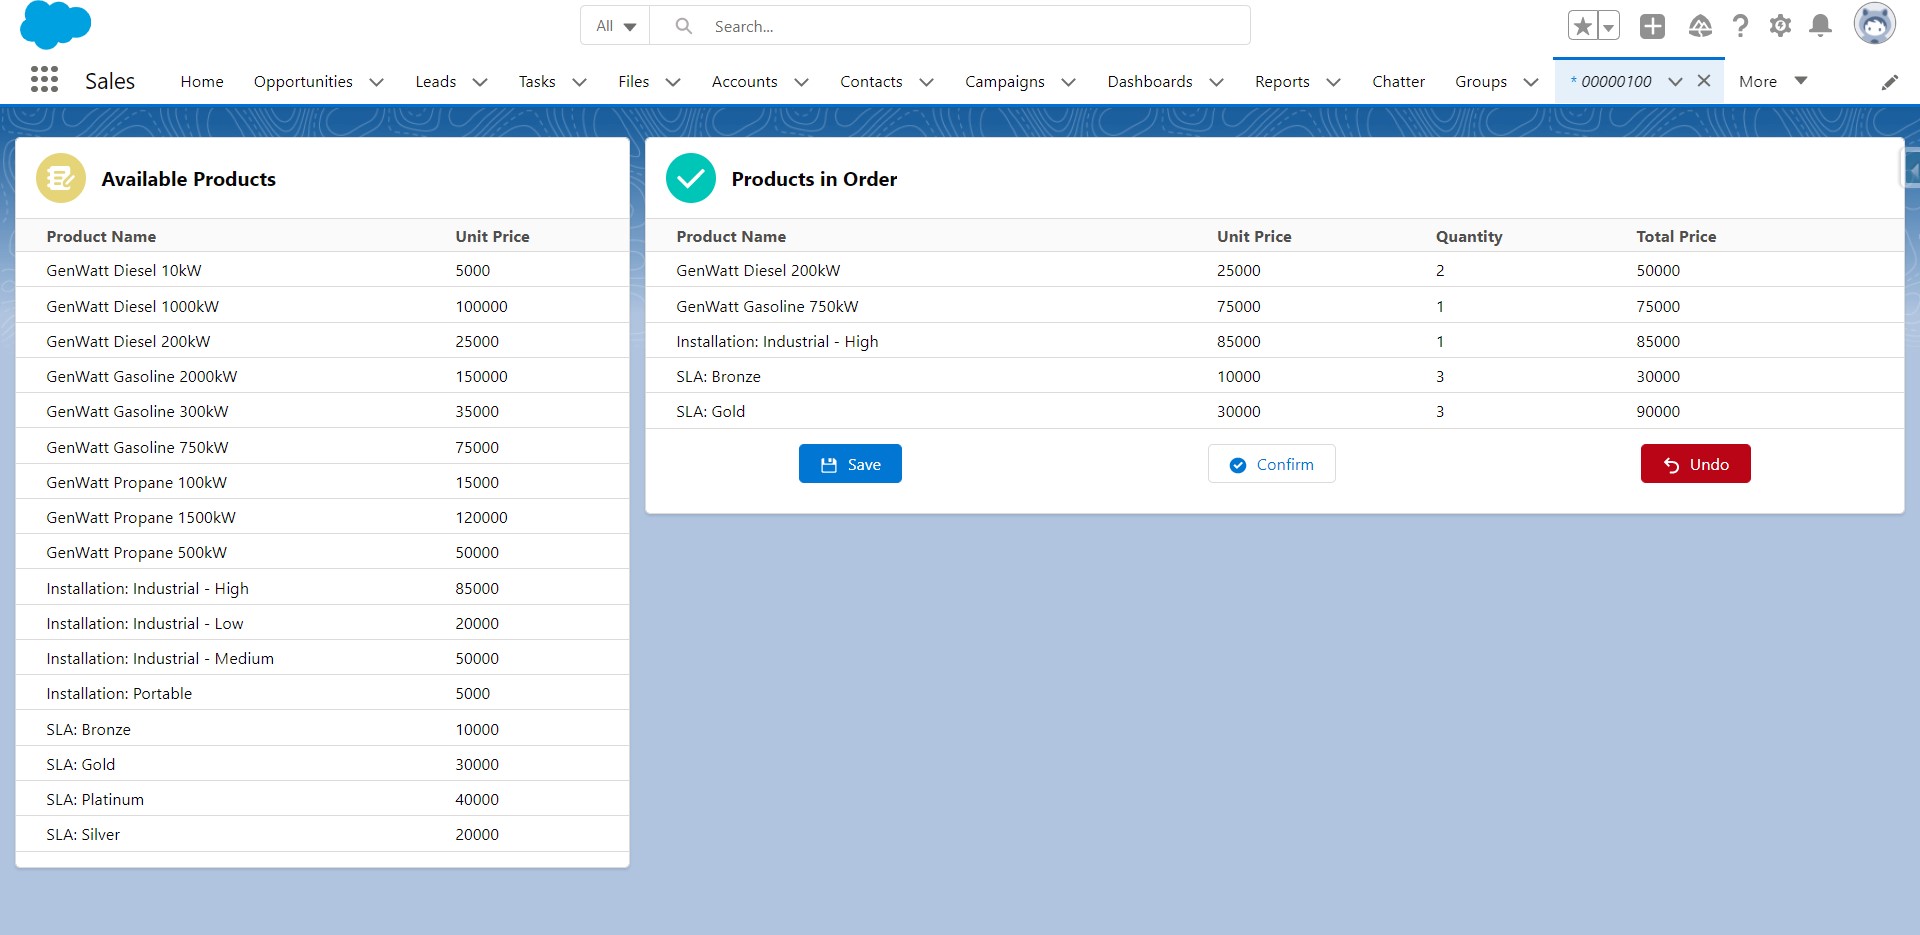 All Search...
Sales Home Opportunities Leads Tasks Files Accounts Contacts Campaigns Dashboards Reports Chatter Groups * 00000100 More
Available Products
Product Name Unit Price
GenWatt Diesel 10kW 5000
GenWatt Diesel 1000kW 100000
GenWatt Diesel 200kW 25000
GenWatt Gasoline 2000kW 150000
GenWatt Gasoline 300kW 35000
GenWatt Gasoline 750kW 75000
GenWatt Propane 100kW 15000
GenWatt Propane 1500kW 120000
GenWatt Propane 500kW 50000
Installation: Industrial - High 85000
Installation: Industrial - Low 20000
Installation: Industrial - Medium 50000
Installation: Portable 5000
SLA: Bronze 10000
SLA: Gold 30000
SLA: Platinum 40000
SLA: Silver 20000
Products in Order
Product Name Unit Price Quantity Total Price
GenWatt Diesel 200kW 25000 2 50000
GenWatt Gasoline 750kW 75000 1 75000
Installation: Industrial - High 85000 1 85000
SLA: Bronze 10000 3 30000
SLA: Gold 30000 3 90000
Save Confirm Undo